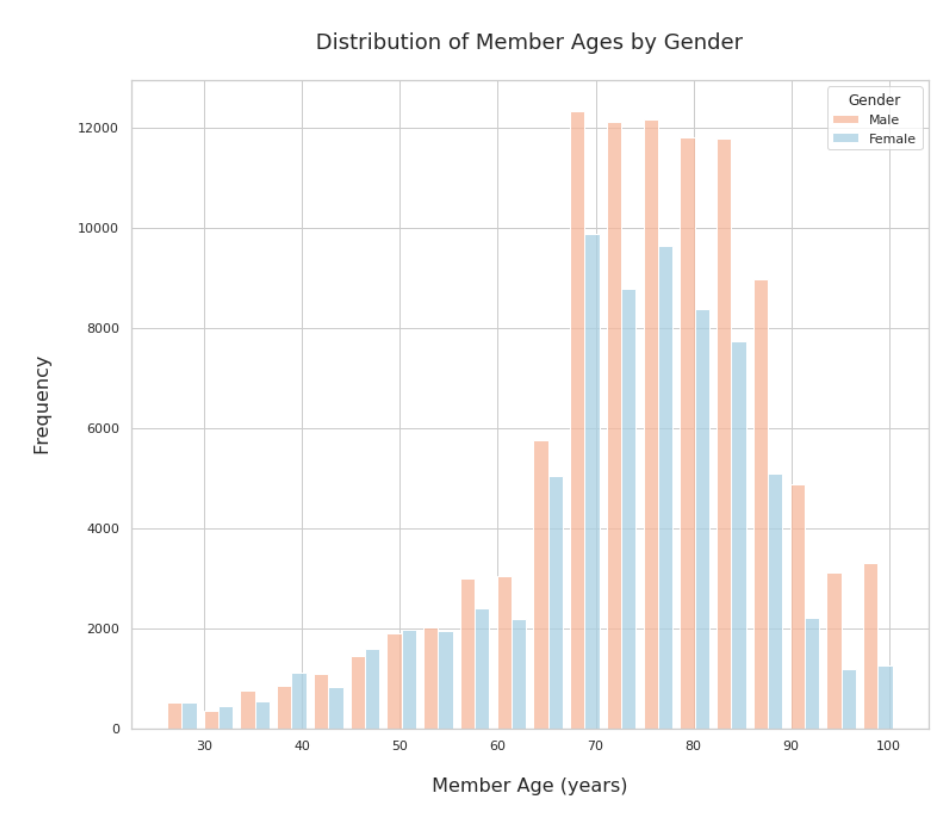 Distribution of Member Ages by Gender
Gender
Male
Female
12000
10000
8000
6000
4000
2000
0
Frequency
30 40 50 60 70 80 90 100
Member Age (years)